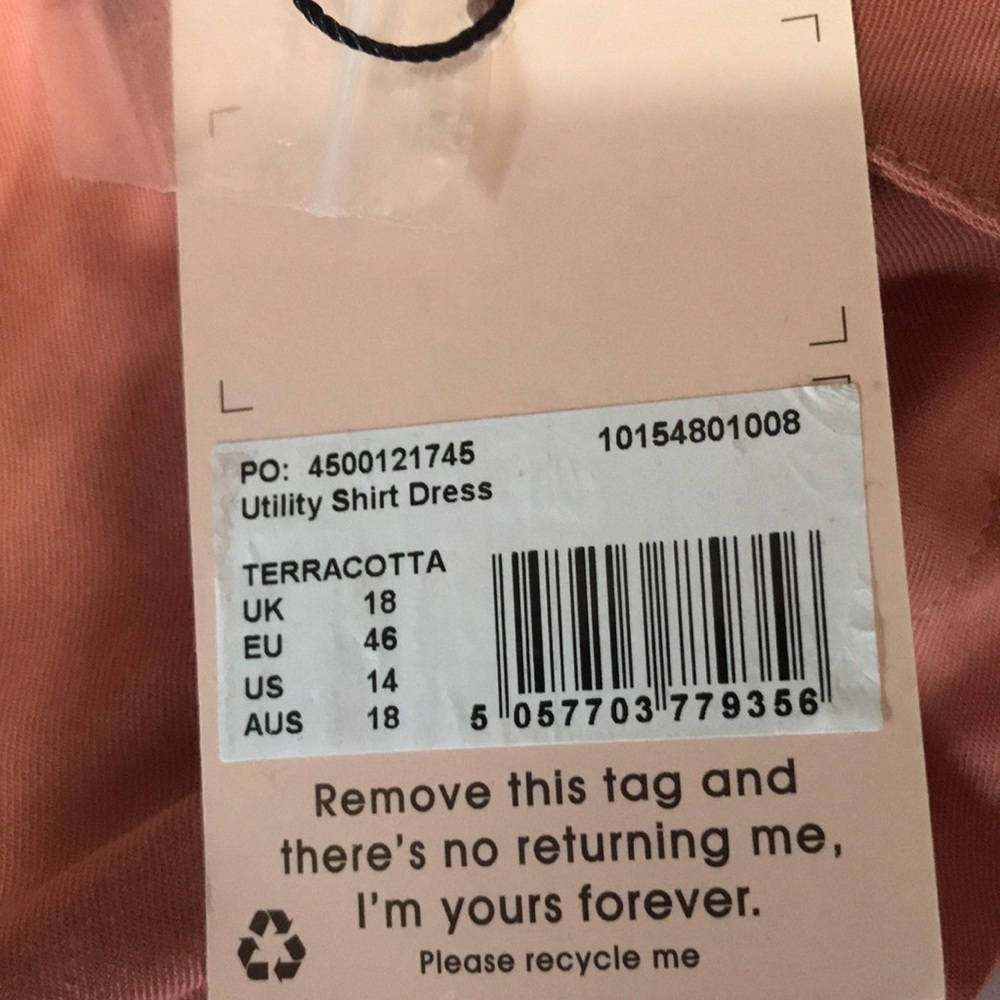 PO: 4500121745 10154801008
Utility Shirt Dress
TERRACOTTA
UK 18
EU 46
US 14
AUS 18
5 057703 779356
Remove this tag and
there's no returning me,
I'm yours forever.
Please recycle me